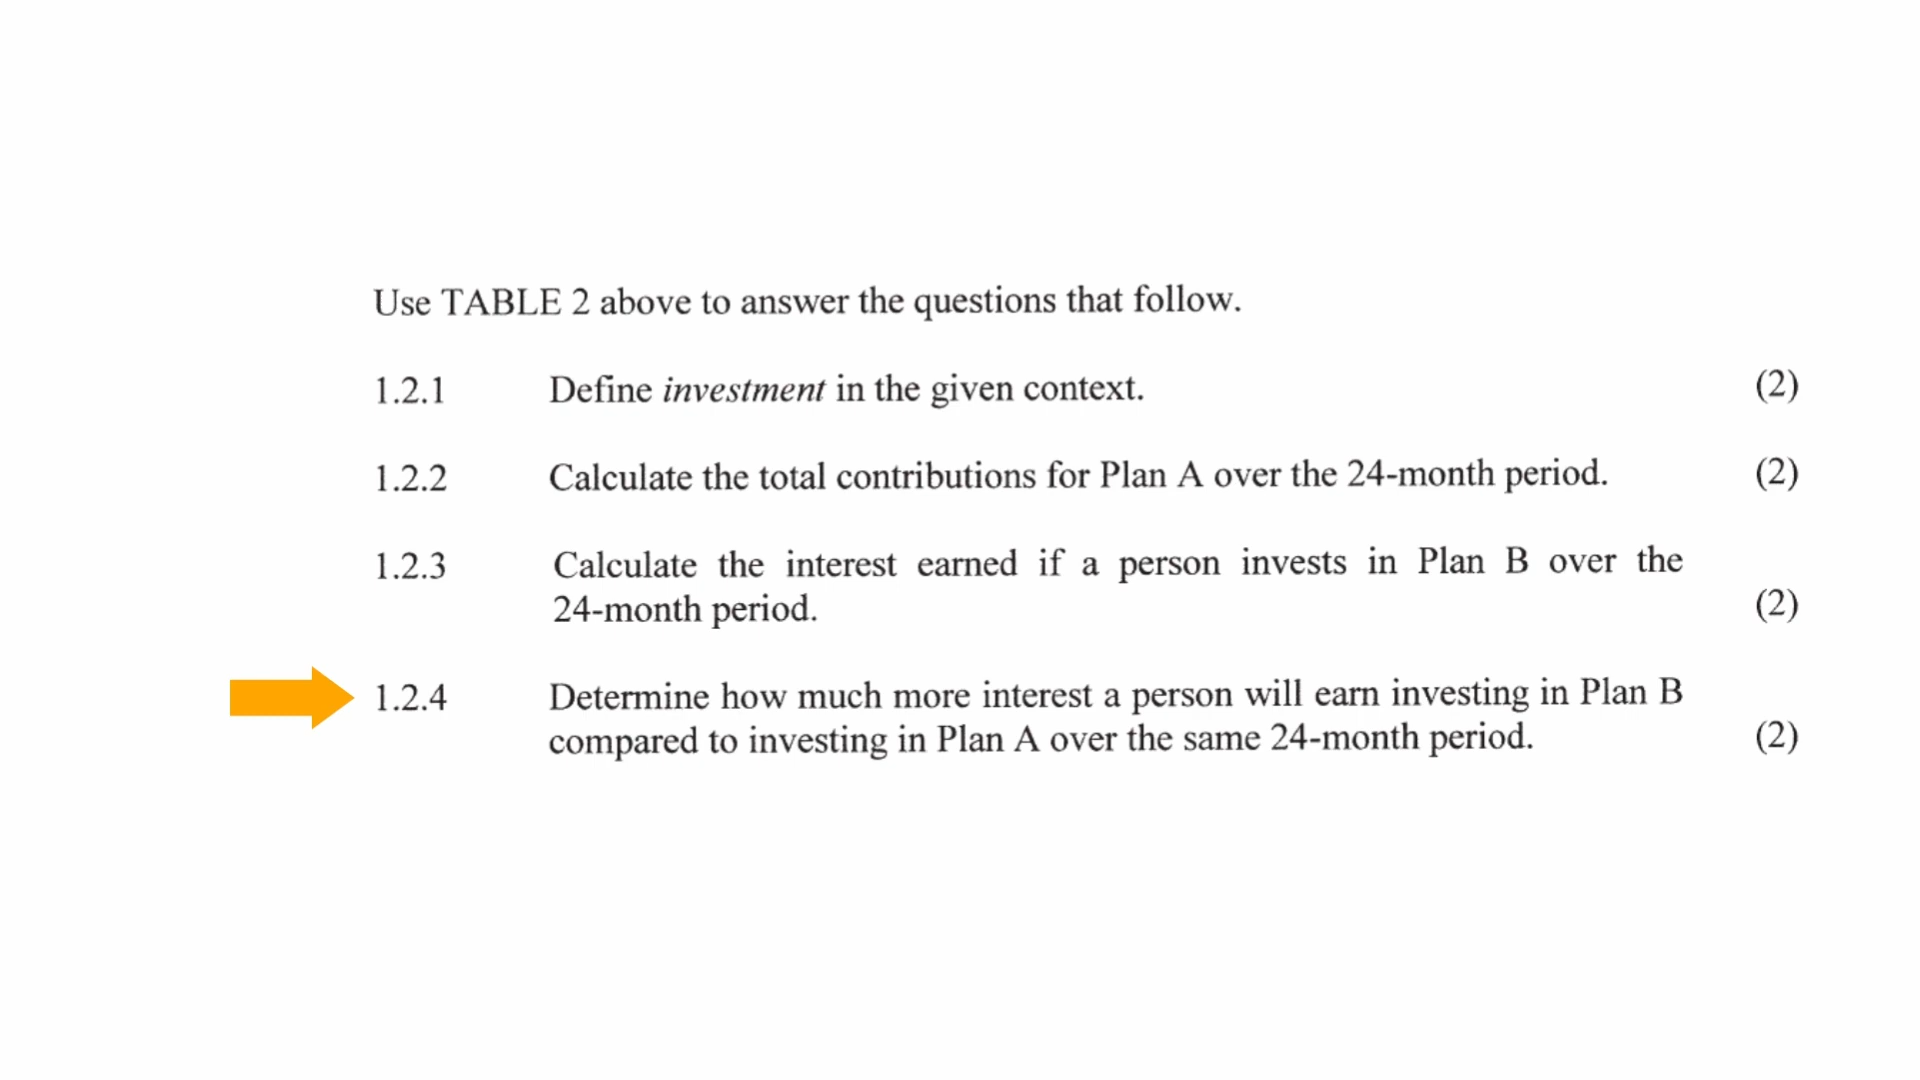 Use TABLE 2 above to answer the questions that follow.
1.2.1 Define investment in the given context. (2)
1.2.2 Calculate the total contributions for Plan A over the 24-month period. (2)
1.2.3 Calculate the interest earned if a person invests in Plan B over the
24-month period. (2)
1.2.4 Determine how much more interest a person will earn investing in Plan B
compared to investing in Plan A over the same 24-month period. (2)